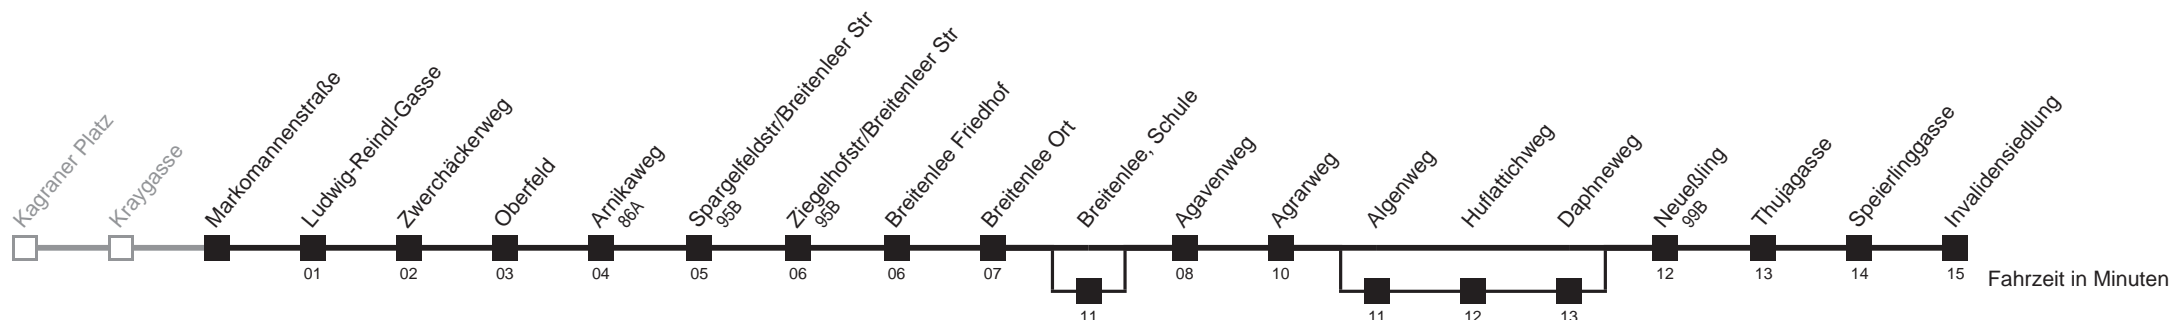 Kagraner Platz
Kraygasse
Markomannenstraße
Ludwig-Reindl-Gasse
Zwerchäckerweg
Oberfeld
Arnikaweg
86A
Spargelfeldstr/Breitenleer Str
95B
Ziegelhofstr/Breitenleer Str
95B
Breitenlee Friedhof
Breitenlee Ort
Breitenlee, Schule
Agavenweg
Agrarweg
Algenweg
Huflattichweg
Daphneweg
Neueßling
99B
Thujagasse
Speierlinggasse
Invalidensiedlung
01 02 03 04 05 06 06 07 08 10 12 13 14 15 Fahrzeit in Minuten
11 11 12 13